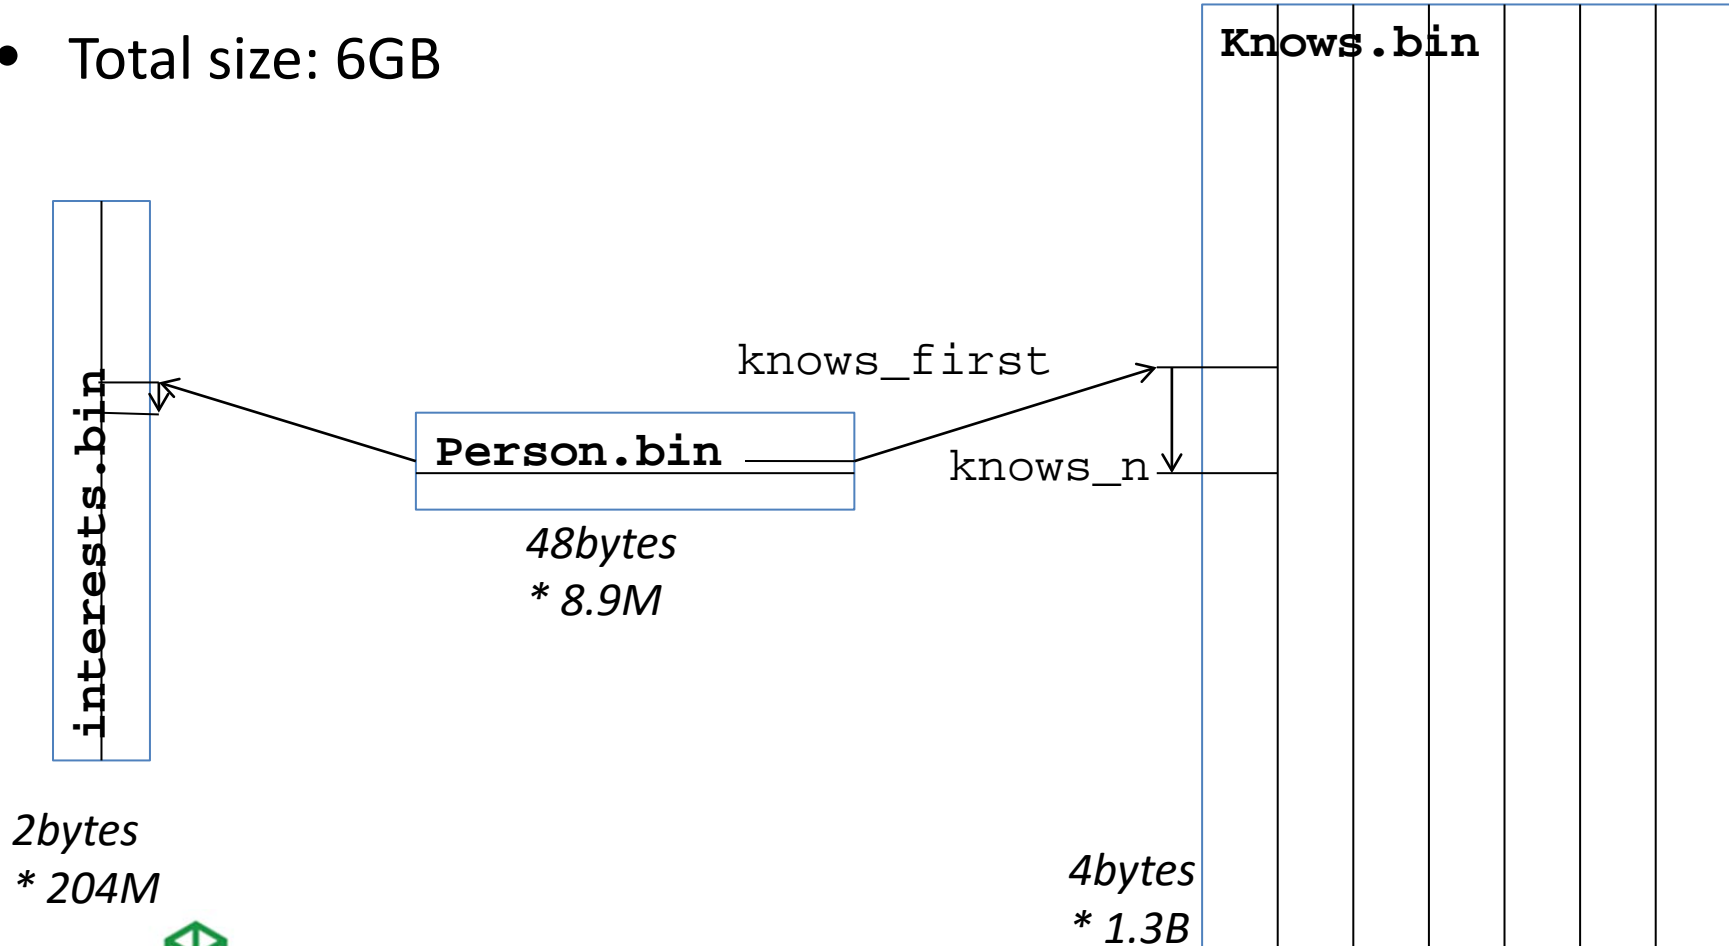 • Total size: 6GB
Knows.bin
interests.bin
knows_first
Person.bin
knows_n
48bytes
* 8.9M
2bytes
* 204M
4bytes
* 1.3B